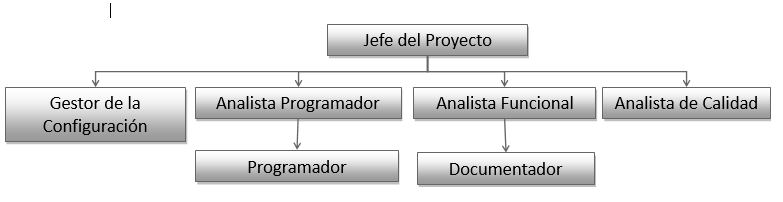 Jefe del Proyecto
Gestor de la
Configuración
Analista Programador
Analista Funcional
Analista de Calidad
Programador
Documentador